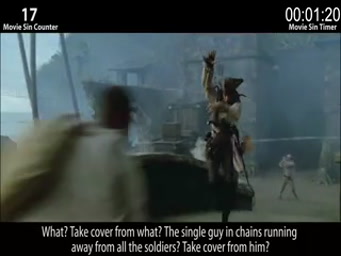 17
Movie Sin Counter
00:01:20
Movie Sin Timer
What? Take cover from what? The single guy in chains running
away from all the soldiers? Take cover from him?